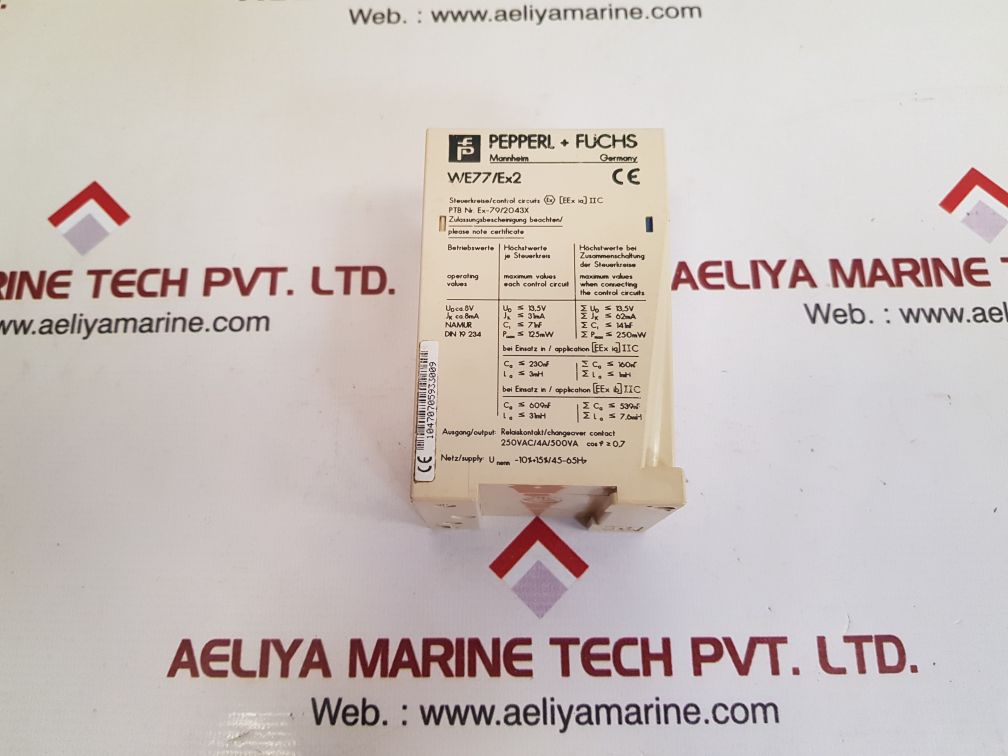 Web. : www.aeliyamarine.com
PEPPERL + FUCHS
Mannheim Germany
WE77/Ex2 CE
Steuerkreise/control circuits Ex [EEx ia] IIC
PTB Nr. Ex-79/2043X
Zulassungsbescheinigung beachten/
please note certificate
Betriebswerte
operating
values
Höchstwerte
je Steuerkreis
maximum values
each control circuit
Höchstwerte bei
Zusammenschaltung
der Steuerkreise
maximum values
when connecting
the control circuits
U₀ ca.8V U₀ ≤ 13,5V Σ U₀ ≤ 13,5V
Jₖ ca.8mA Jₖ ≤ 31mA Σ Jₖ ≤ 62mA
NAMUR Cᵢ ≤ 71nF Σ Cᵢ ≤ 141nF
DIN 19 234 Pmax ≤ 125mW Σ Pmax ≤ 250mW
bei Einsatz in / application [EEx ia] IIC
Cₐ ≤ 230nF Σ Cₐ ≤ 160nF
Lₐ ≤ 3mH Σ Lₐ ≤ 1mH
bei Einsatz in / application [EEx ib] IIC
Cₐ ≤ 609nF Σ Cₐ ≤ 539nF
Lₐ ≤ 31mH Σ Lₐ ≤ 7,6mH
Ausgang/output: Relaiskontakt/changeover contact
250VAC/4A/500VA cos φ ≥ 0,7
Netz/supply: U nenn -10%+15%/45-65Hz
CE 10470705933009
RINE TECH PVT. LTD.
www.aeliyamarine.com
AELIYA MARINE TE
Web. : www.ae
AELIYA MARINE TECH PVT. LTD.
Web. : www.aeliyamarine.com